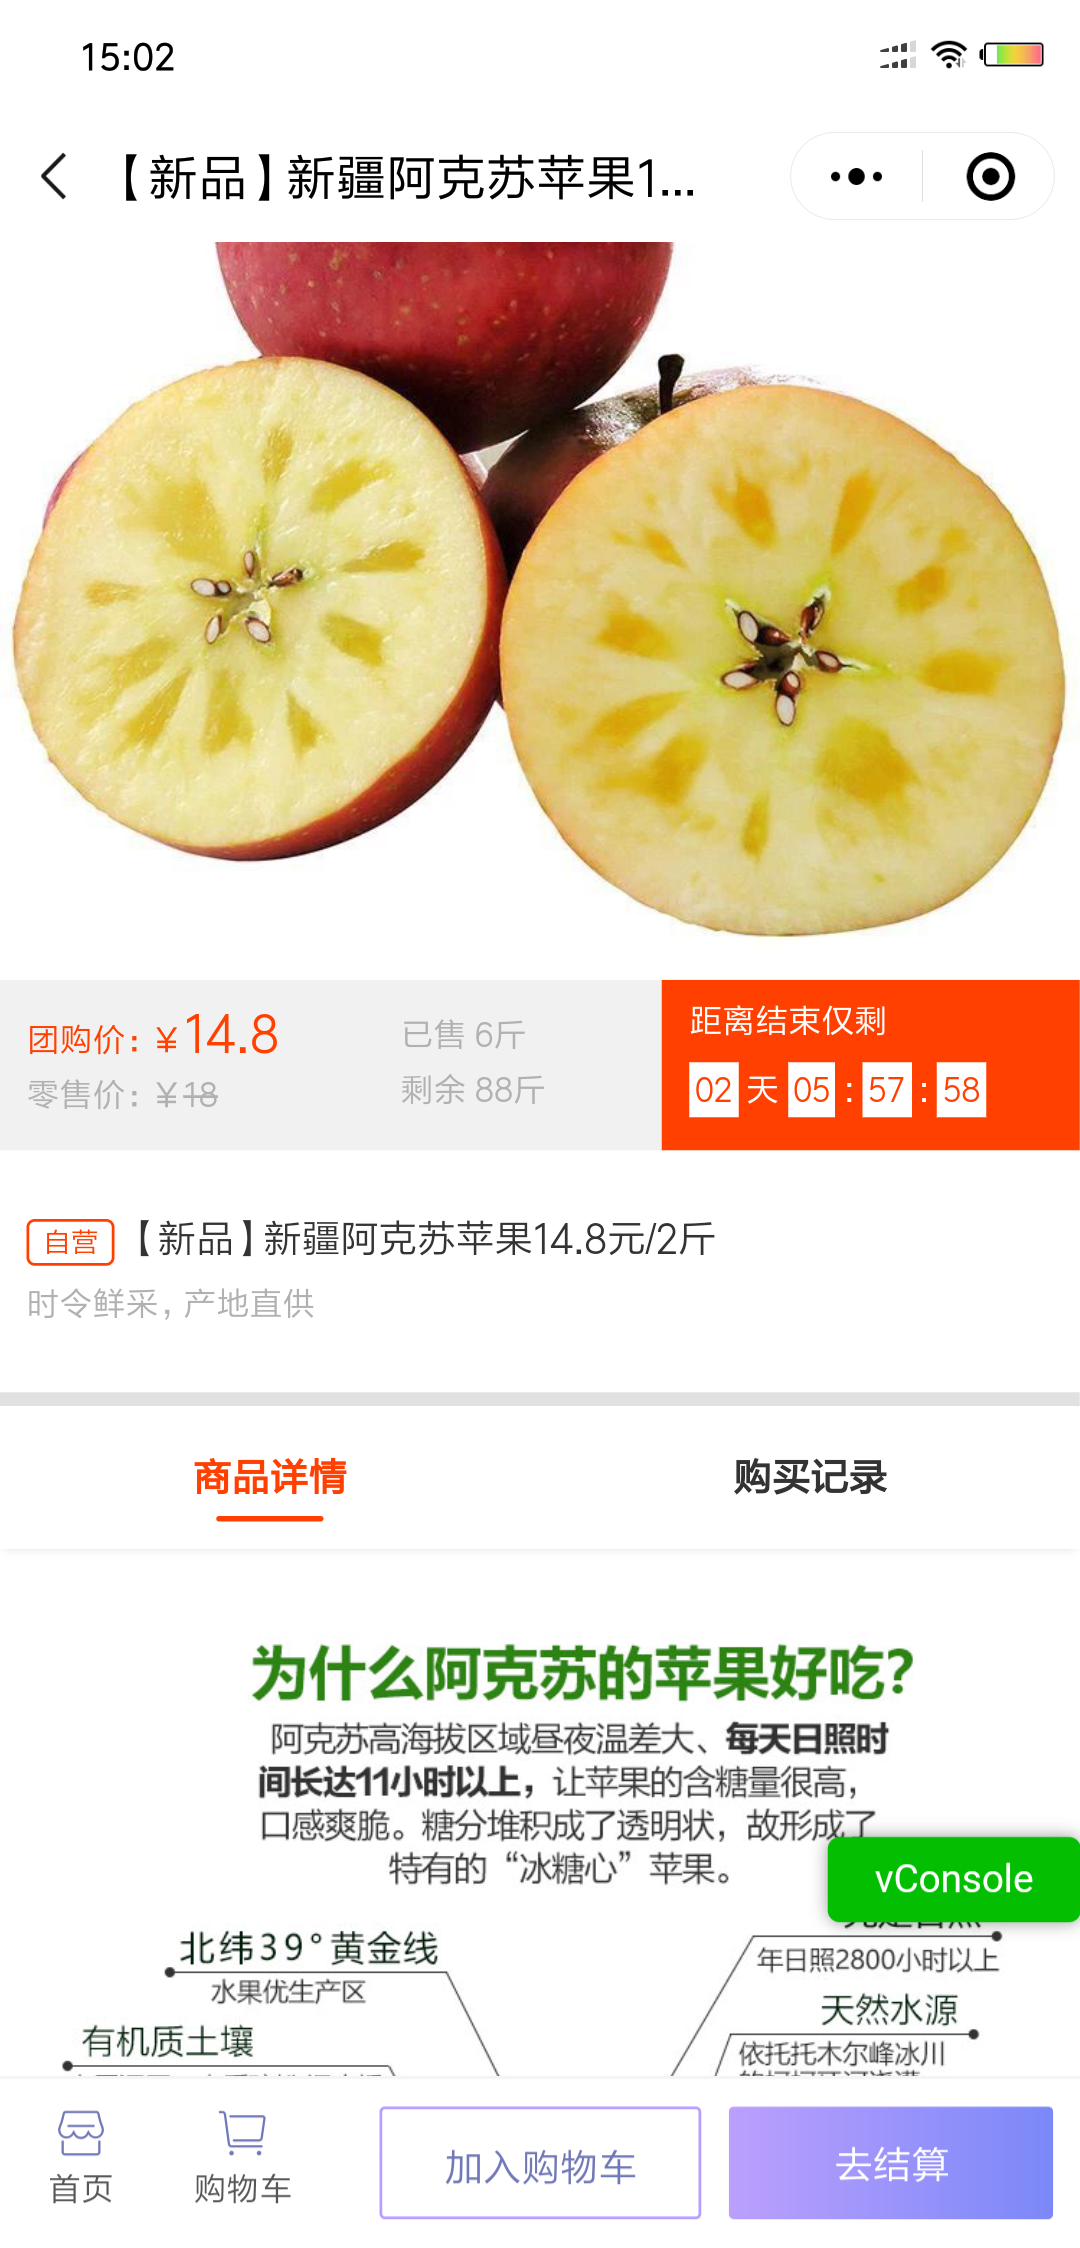 15:02
【新品】新疆阿克苏苹果1...
团购价：￥14.8
已售 6斤
零售价：￥18
剩余 88斤
距离结束仅剩
02 天 05 : 57 : 58
自营 【新品】新疆阿克苏苹果14.8元/2斤
时令鲜采，产地直供
商品详情
购买记录
为什么阿克苏的苹果好吃?
阿克苏高海拔区域昼夜温差大、每天日照时
间长达11小时以上，让苹果的含糖量很高，
口感爽脆。糖分堆积成了透明状，故形成了
特有的“冰糖心”苹果。
vConsole
北纬39°黄金线
水果优生产区
年日照2800小时以上
天然水源
有机质土壤
依托托木尔峰冰川
首页
购物车
加入购物车
去结算